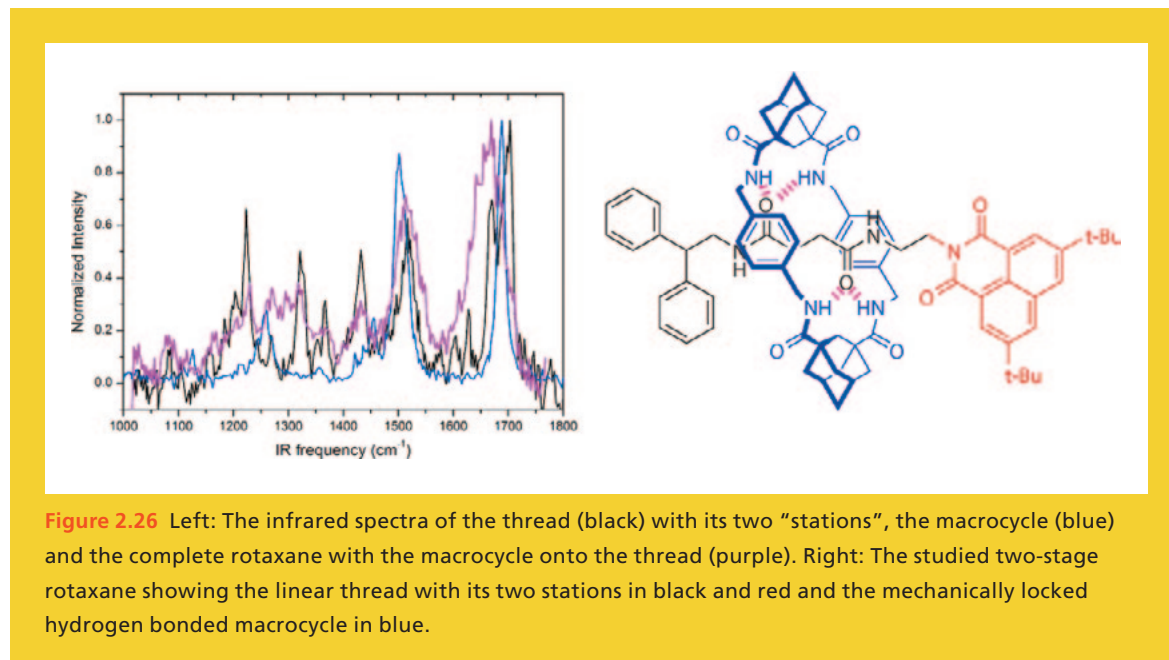 1.0
0.8
0.6
0.4
0.2
0.0
Normalized Intensity
1000 1100 1200 1300 1400 1500 1600 1700 1800
IR frequency (cm⁻¹)
O O
NH HN
O H O
N N t-Bu
N
H O O
NH HN
O O
t-Bu
Figure 2.26 Left: The infrared spectra of the thread (black) with its two “stations”, the macrocycle (blue)
and the complete rotaxane with the macrocycle onto the thread (purple). Right: The studied two-stage
rotaxane showing the linear thread with its two stations in black and red and the mechanically locked
hydrogen bonded macrocycle in blue.